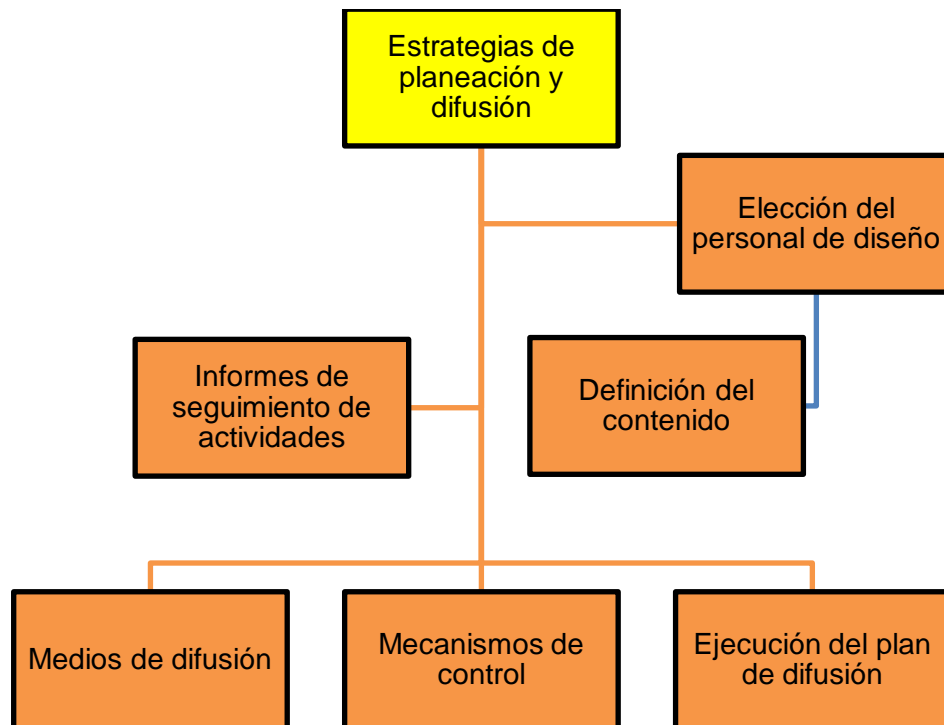 Estrategias de
planeación y
difusión
Elección del
personal de diseño
Informes de
seguimiento de
actividades
Definición del
contenido
Medios de difusión
Mecanismos de
control
Ejecución del plan
de difusión